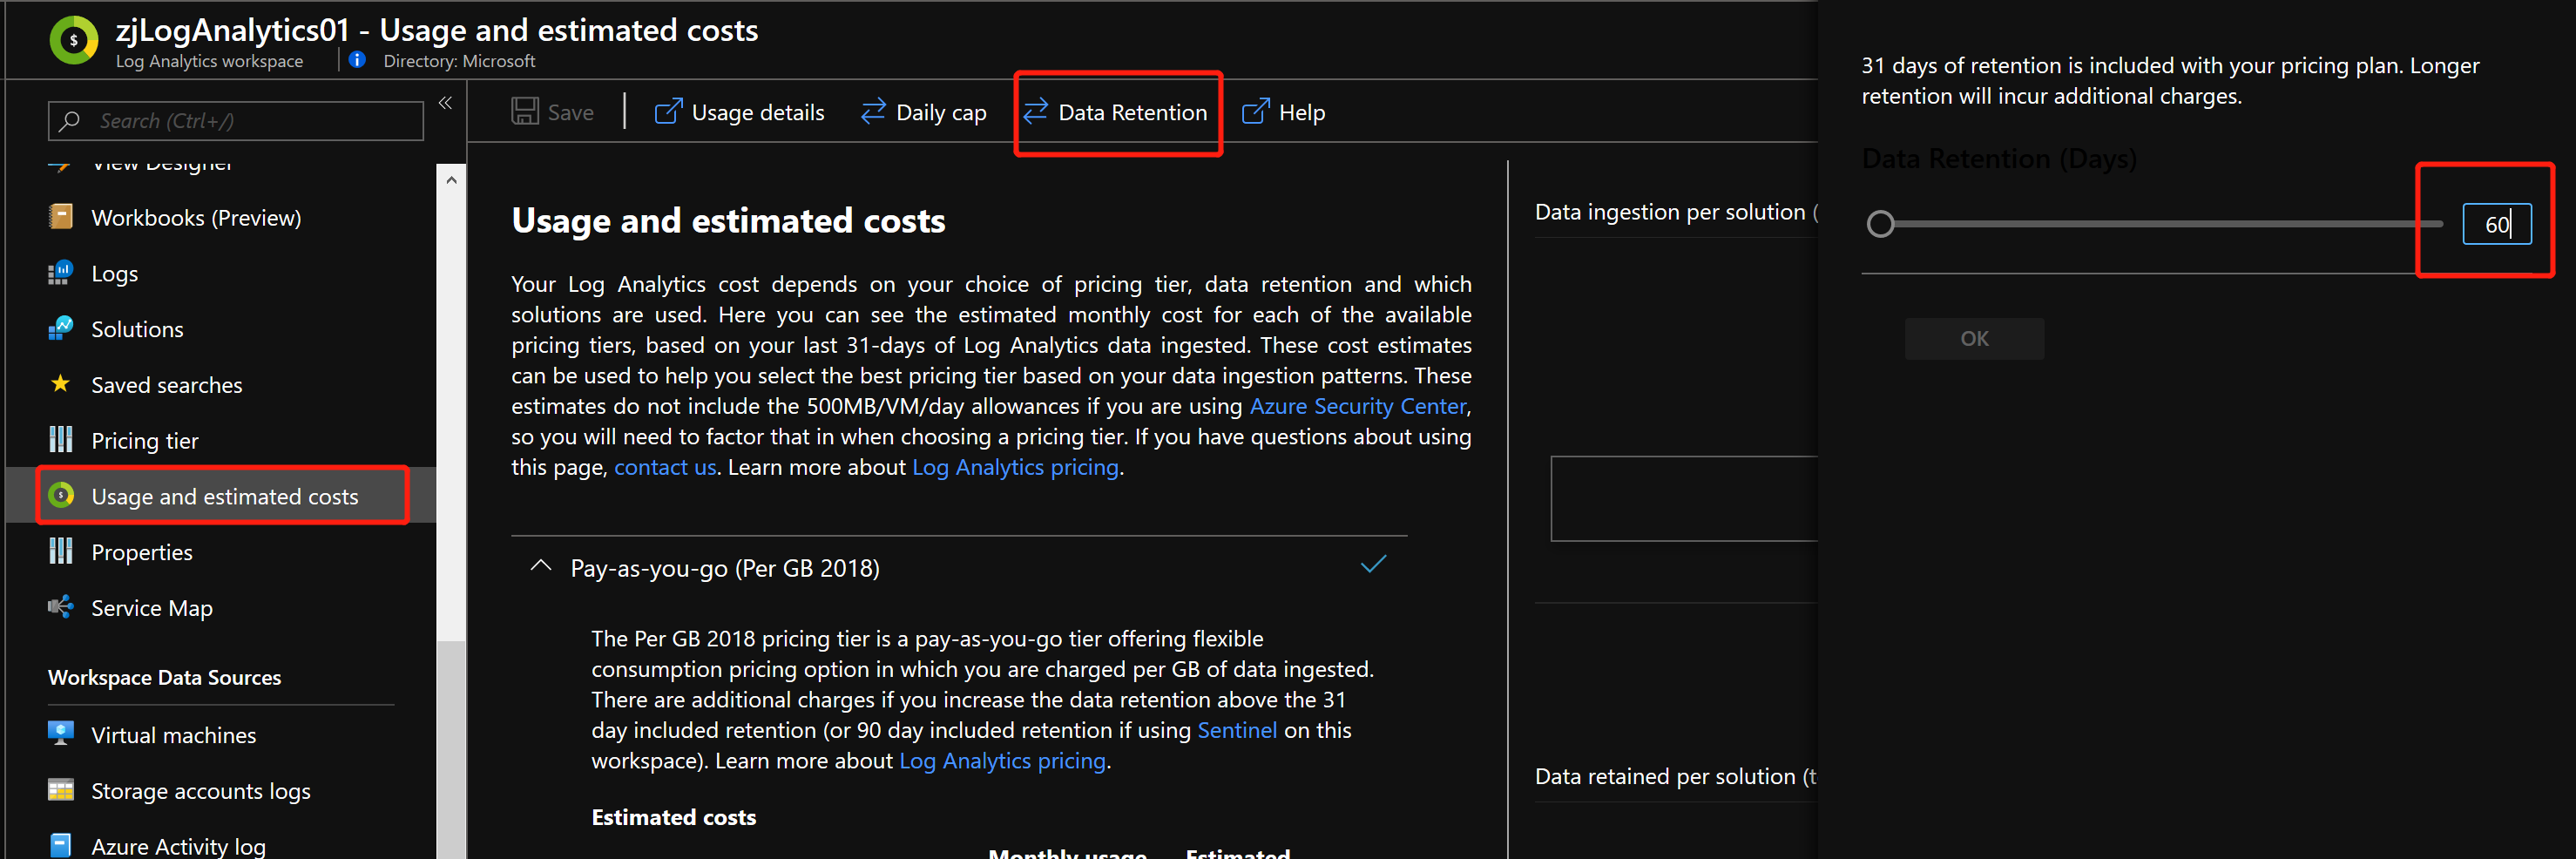 zjLogAnalytics01 - Usage and estimated costs
Log Analytics workspace
Directory: Microsoft
Search (Ctrl+/)
View Designer
Workbooks (Preview)
Logs
Solutions
Saved searches
Pricing tier
Usage and estimated costs
Properties
Service Map
Workspace Data Sources
Virtual machines
Storage accounts logs
Azure Activity log
Save
Usage details
Daily cap
Data Retention
Help
Usage and estimated costs
Your Log Analytics cost depends on your choice of pricing tier, data retention and which
solutions are used. Here you can see the estimated monthly cost for each of the available
pricing tiers, based on your last 31-days of Log Analytics data ingested. These cost estimates
can be used to help you select the best pricing tier based on your data ingestion patterns. These
estimates do not include the 500MB/VM/day allowances if you are using Azure Security Center,
so you will need to factor that in when choosing a pricing tier. If you have questions about using
this page, contact us. Learn more about Log Analytics pricing.
Pay-as-you-go (Per GB 2018)
The Per GB 2018 pricing tier is a pay-as-you-go tier offering flexible
consumption pricing option in which you are charged per GB of data ingested.
There are additional charges if you increase the data retention above the 31
day included retention (or 90 day included retention if using Sentinel on this
workspace). Learn more about Log Analytics pricing.
Estimated costs
Monthly usage
Estimated
Data ingestion per solution (
Data retained per solution (t
31 days of retention is included with your pricing plan. Longer
retention will incur additional charges.
Data Retention (Days)
60
OK